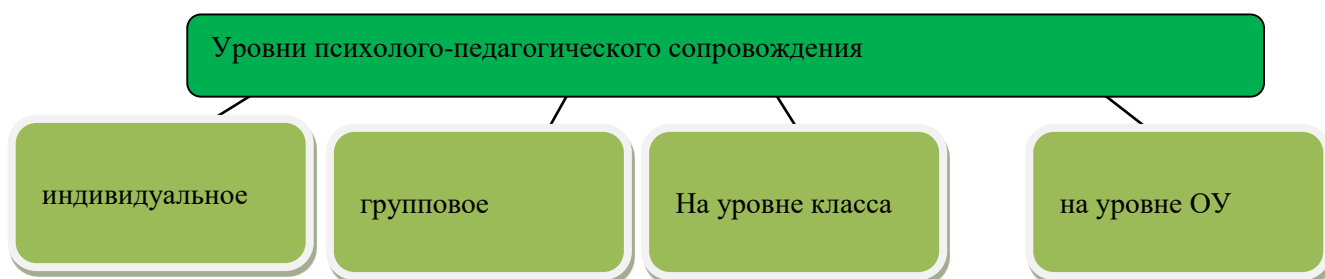 Уровни психолого-педагогического сопровождения
индивидуальное
групповое
На уровне класса
на уровне ОУ